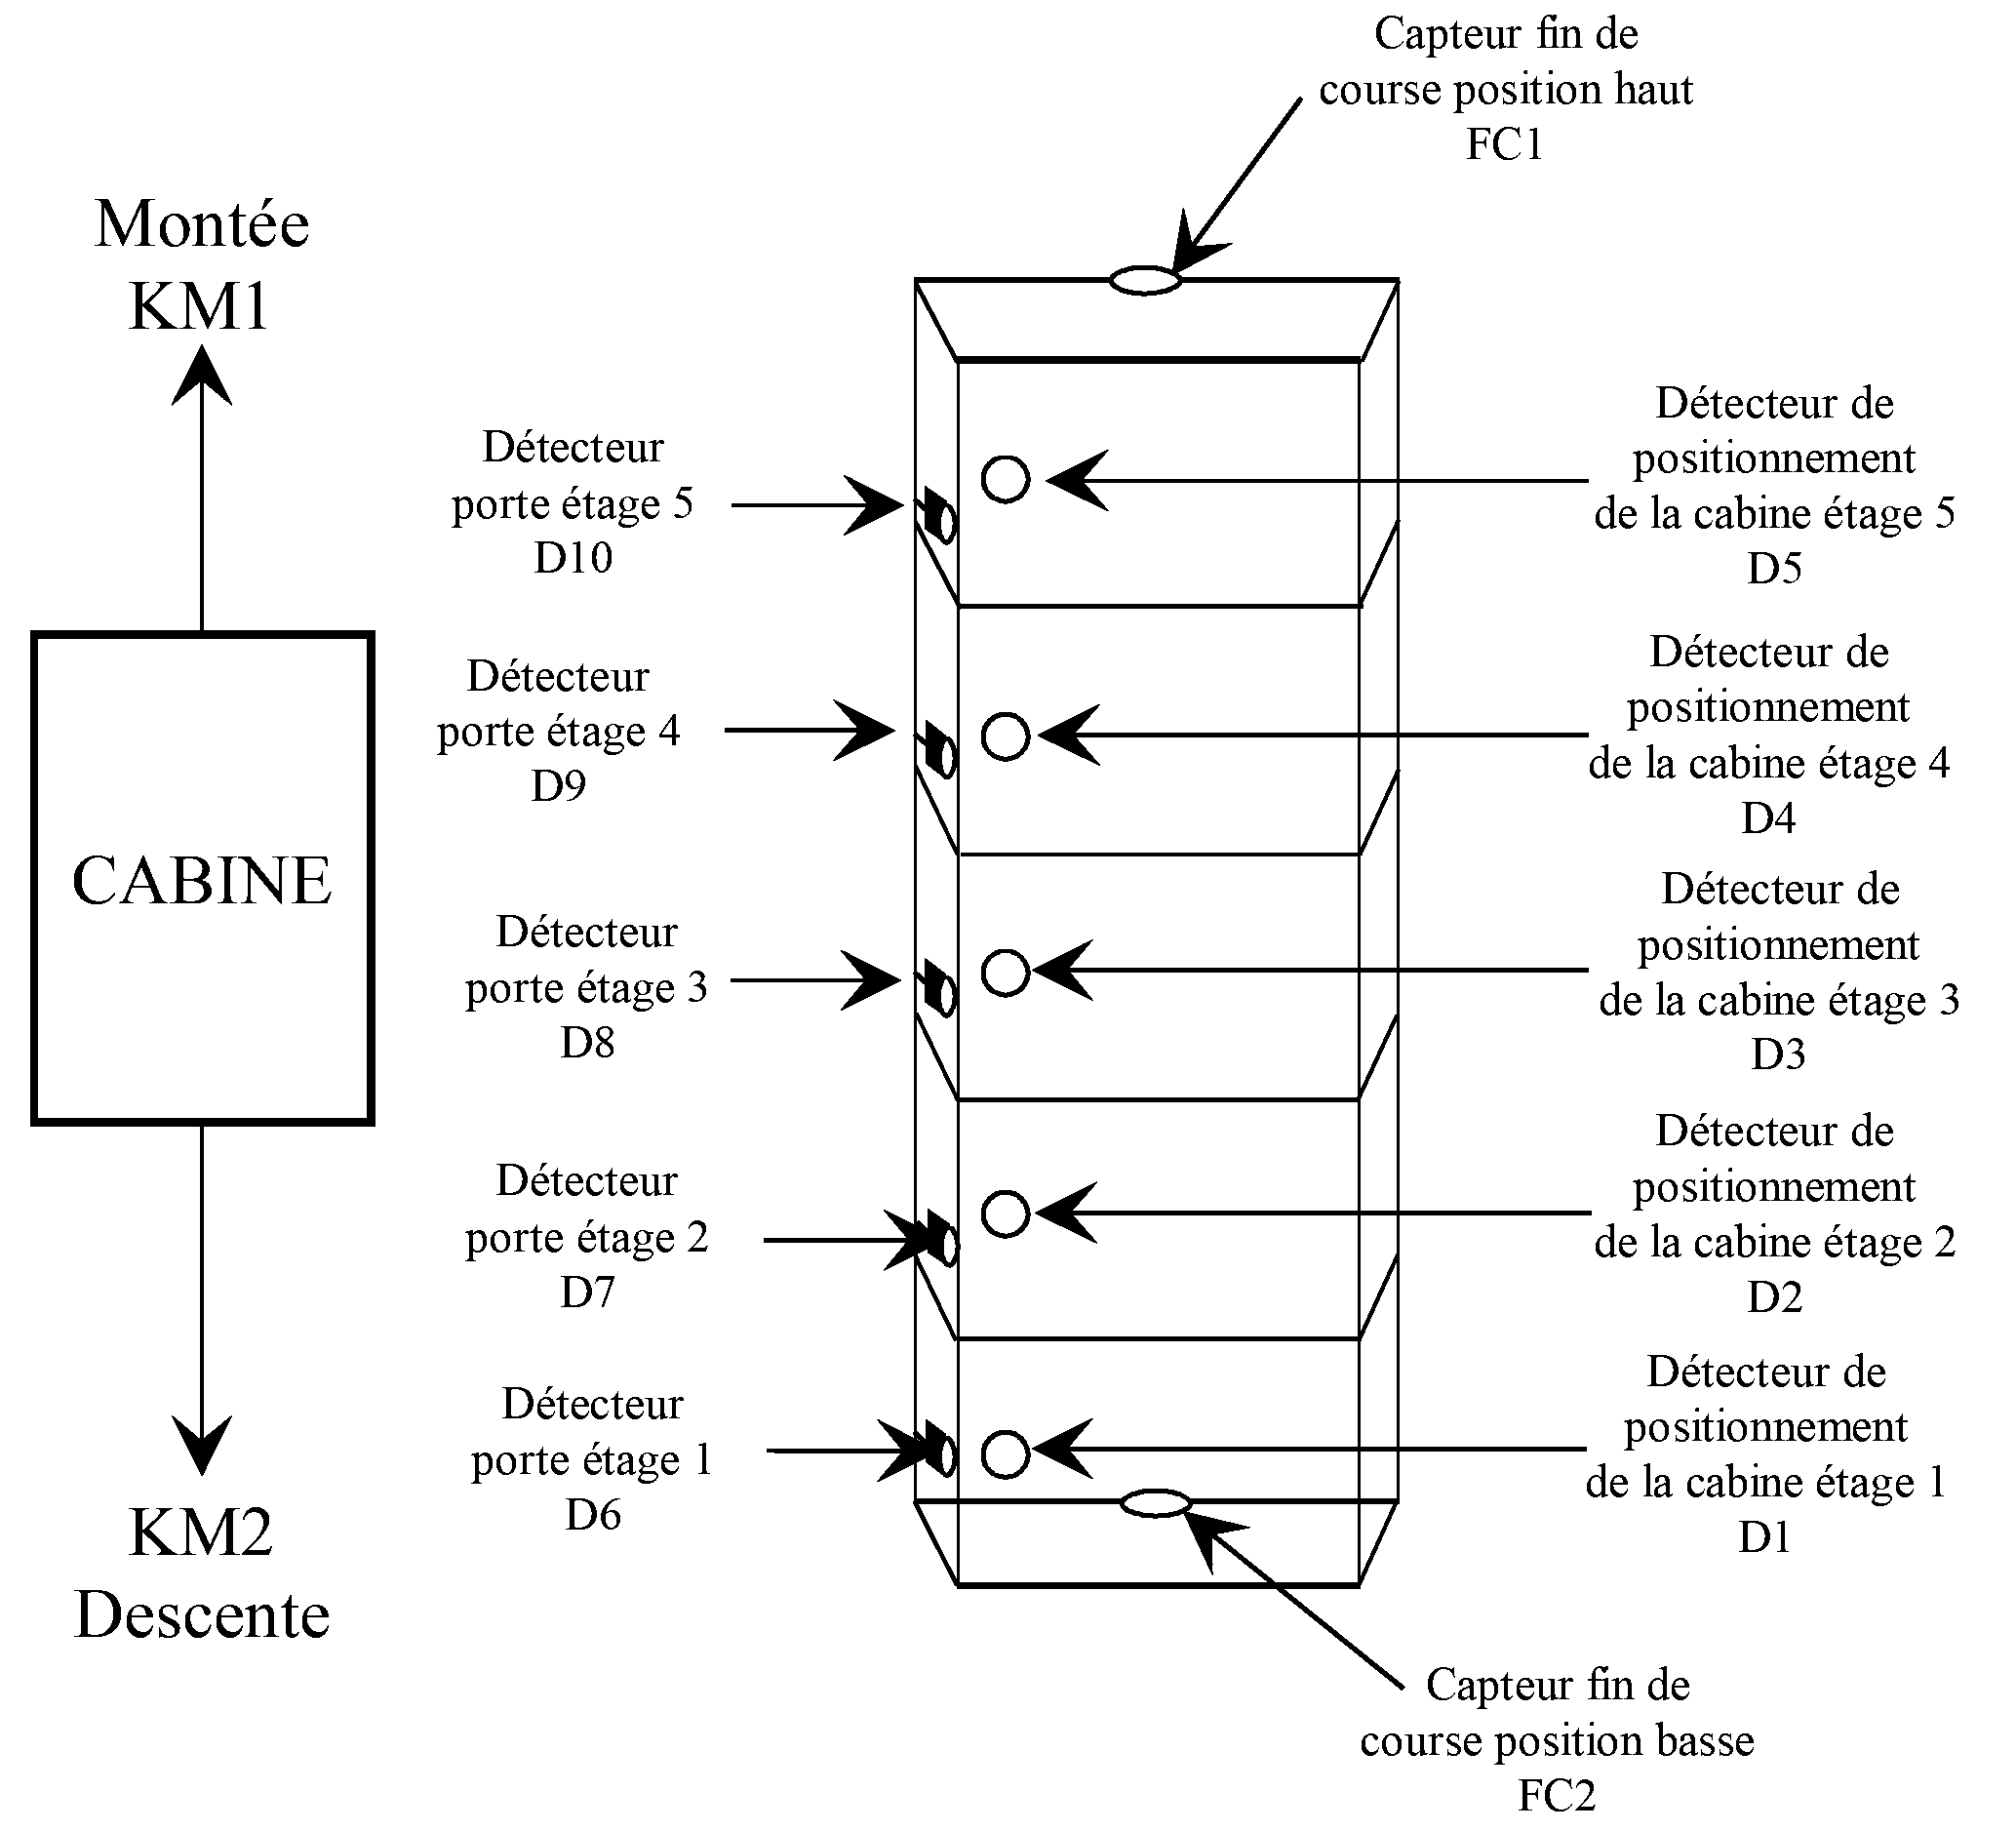 Capteur fin de
course position haut
FC1
Montée
KM1
CABINE
KM2
Descente
Détecteur
porte étage 5
D10
Détecteur
porte étage 4
D9
Détecteur
porte étage 3
D8
Détecteur
porte étage 2
D7
Détecteur
porte étage 1
D6
Détecteur de
positionnement
de la cabine étage 5
D5
Détecteur de
positionnement
de la cabine étage 4
D4
Détecteur de
positionnement
de la cabine étage 3
D3
Détecteur de
positionnement
de la cabine étage 2
D2
Détecteur de
positionnement
de la cabine étage 1
D1
Capteur fin de
course position basse
FC2